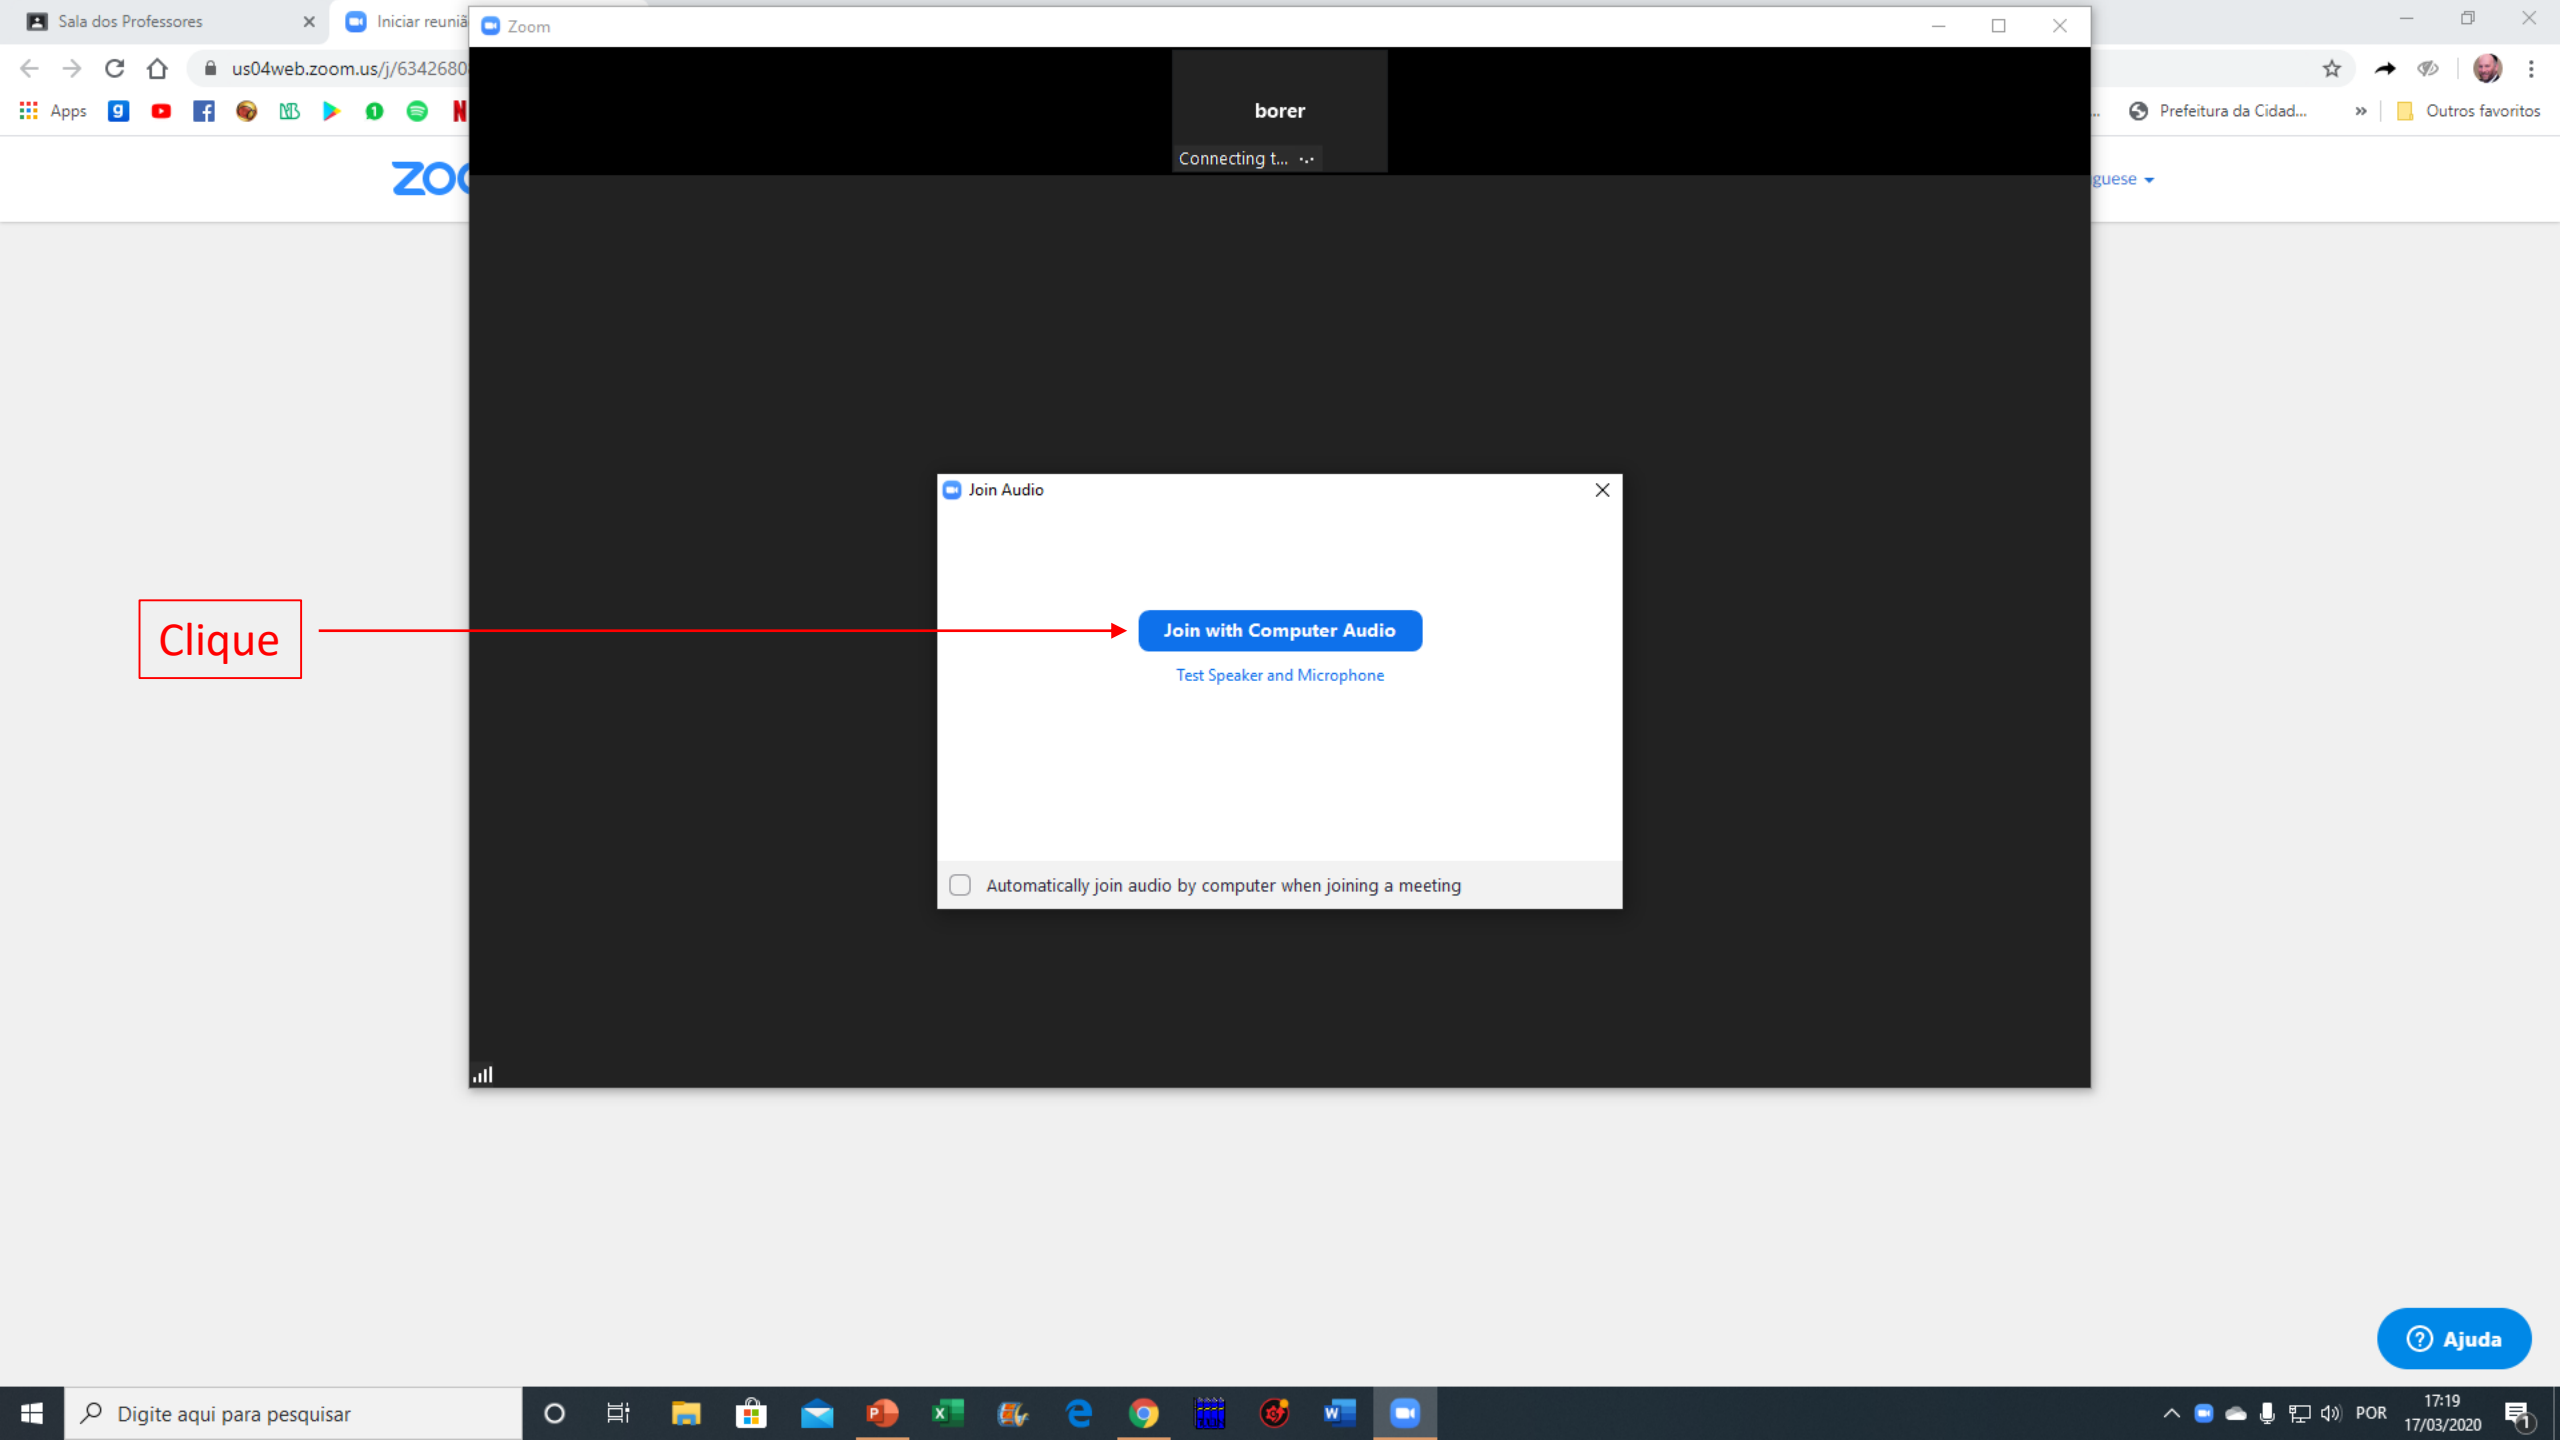 Sala dos Professores
Iniciar reuniã
Zoom
us04web.zoom.us/j/6342680
Apps
Prefeitura da Cidad...
Outros favoritos
borer
Connecting t...
zoo
guese
Join Audio
Clique
Join with Computer Audio
Test Speaker and Microphone
Automatically join audio by computer when joining a meeting
Ajuda
Digite aqui para pesquisar
POR
17:19
17/03/2020
1